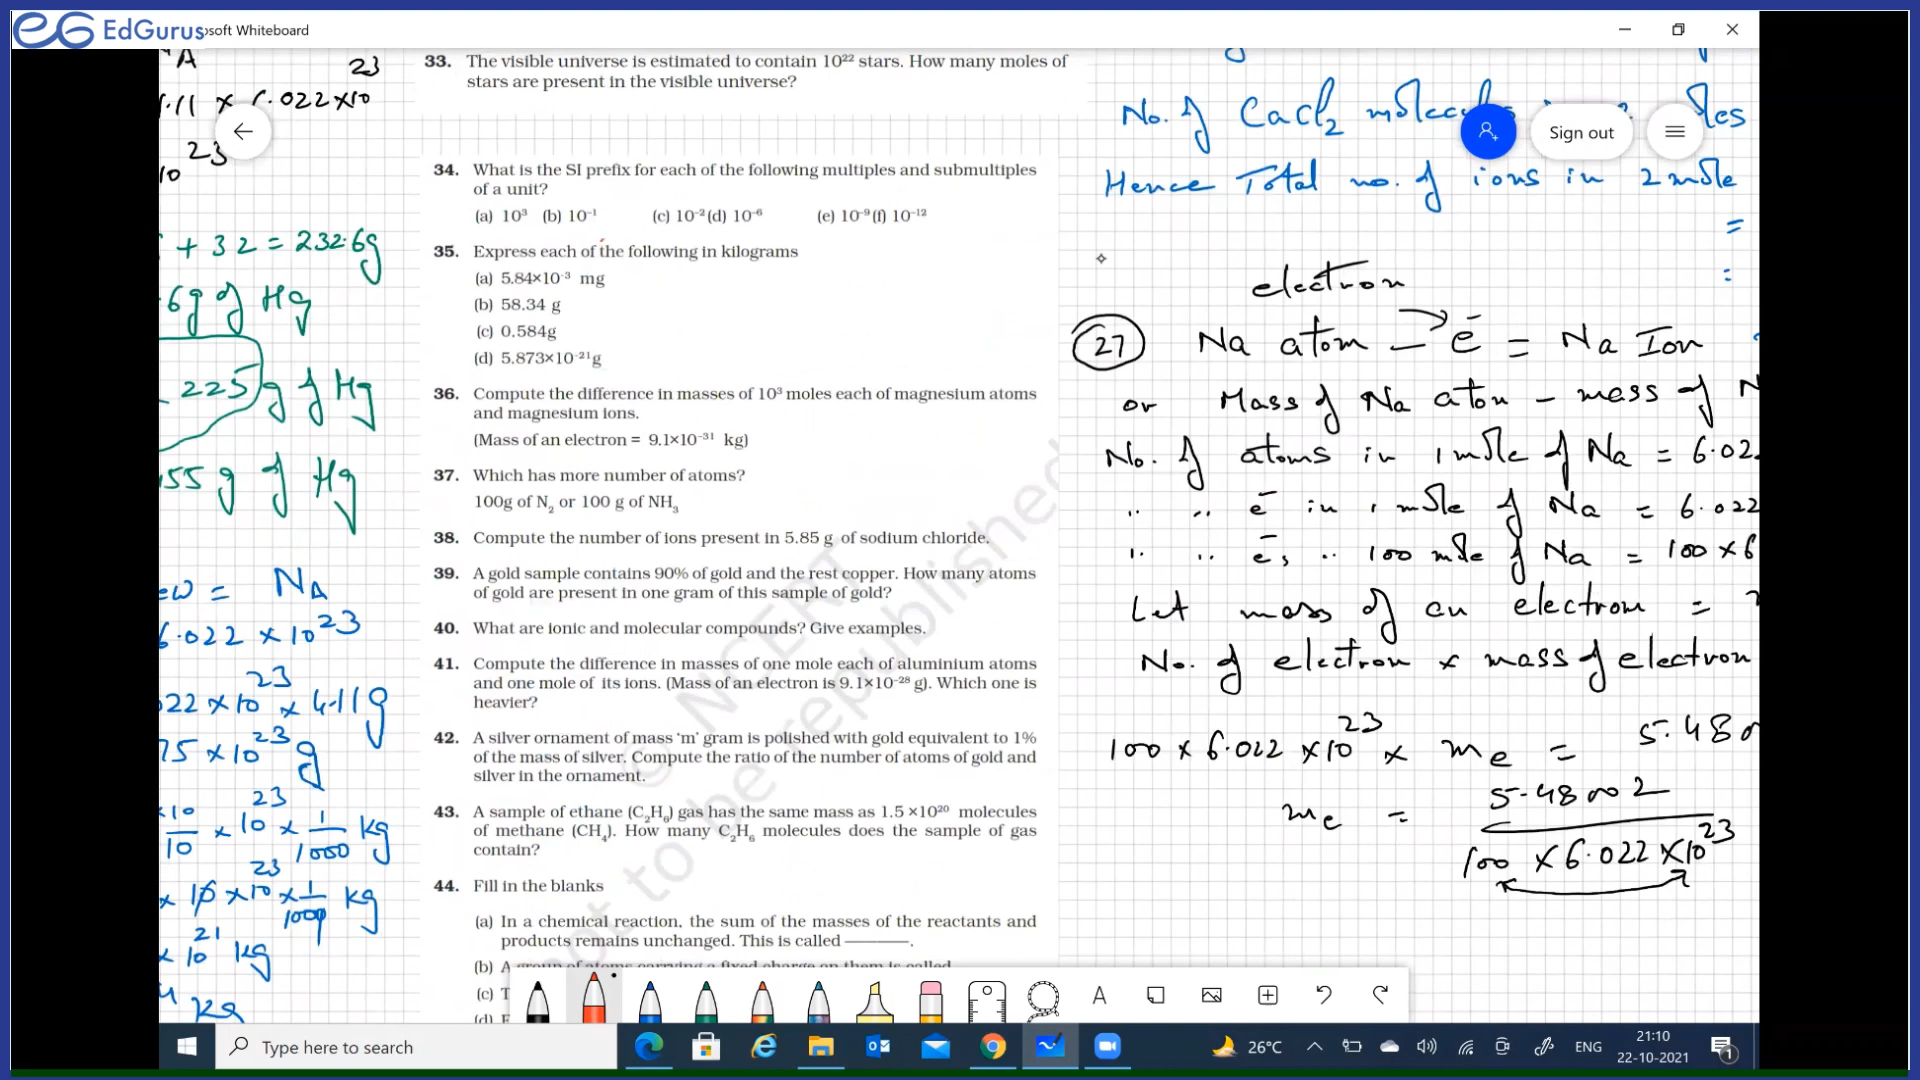 EdGurus
osoft Whiteboard
A
23
.11 x 6.022x10
23
10
+ 32 = 232.6g
6g of Hg
225 g of Hg
55 g of Hg
ew = NA
6.022 x 10²³
022 x 10²³ x 4.11g
75 x 10²³ g
x10/10 x 10²³ x 1/1000 kg
x 10 x 10²³ x 1/1000 kg
x 10²¹ kg
kg
33. The visible universe is estimated to contain 10²² stars. How many moles of
stars are present in the visible universe?
34. What is the SI prefix for each of the following multiples and submultiples
of a unit?
(a) 10³ (b) 10⁻¹ (c) 10⁻² (d) 10⁻⁶ (e) 10⁻⁹ (f) 10⁻¹²
35. Express each of the following in kilograms
(a) 5.84×10⁻³ mg
(b) 58.34 g
(c) 0.584g
(d) 5.873×10⁻²¹g
36. Compute the difference in masses of 10³ moles each of magnesium atoms
and magnesium ions.
(Mass of an electron = 9.1×10⁻³¹ kg)
37. Which has more number of atoms?
100g of N₂ or 100 g of NH₃
38. Compute the number of ions present in 5.85 g of sodium chloride.
39. A gold sample contains 90% of gold and the rest copper. How many atoms
of gold are present in one gram of this sample of gold?
40. What are ionic and molecular compounds? Give examples.
41. Compute the difference in masses of one mole each of aluminium atoms
and one mole of its ions. (Mass of an electron is 9.1×10⁻²⁸ g). Which one is
heavier?
42. A silver ornament of mass ‘m’ gram is polished with gold equivalent to 1%
of the mass of silver. Compute the ratio of the number of atoms of gold and
silver in the ornament.
43. A sample of ethane (C₂H₆) gas has the same mass as 1.5 ×10²⁰ molecules
of methane (CH₄). How many C₂H₆ molecules does the sample of gas
contain?
44. Fill in the blanks
(a) In a chemical reaction, the sum of the masses of the reactants and
products remains unchanged. This is called ———.
(b) A group of atoms carrying a fixed charge on them is called
(c) T
(d) F
© NCERT
not to be republished
No. of CaCl₂
Sign out
Hence Total no. of ions in 2 mole
=
electron
27 Na atom — e⁻ = Na Ion
or Mass of Na atom - mass of N
No. of atoms in 1 mole of Na = 6.02
" " e⁻ in 1 mole of Na = 6.022
" " e⁻s " 100 mole of Na = 100 x 6
Let mass of an electron =
No. of electron x mass of electron
100 x 6.022 x 10²³ x me = 5.480
me = 5.48002
100 x 6.022 x 10²³
A
Type here to search
26°C
ENG
21:10
22-10-2021
1